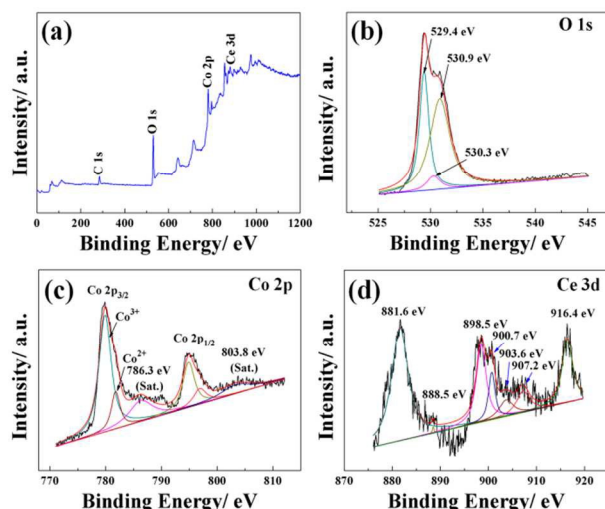 (a)
C 1s
O 1s
Co 2p
Ce 3d
Intensity/ a.u.
0 200 400 600 800 1000 1200
Binding Energy/ eV
(b)
O 1s
529.4 eV
530.9 eV
530.3 eV
Intensity/ a.u.
525 530 535 540 545
Binding Energy/ eV
(c)
Co 2p
Co 2p3/2
Co3+
Co2+
786.3 eV
(Sat.)
Co 2p1/2
803.8 eV
(Sat.)
Intensity/ a.u.
770 780 790 800 810
Binding Energy/ eV
(d)
Ce 3d
881.6 eV
888.5 eV
898.5 eV
900.7 eV
903.6 eV
907.2 eV
916.4 eV
Intensity/ a.u.
870 880 890 900 910 920
Binding Energy/ eV